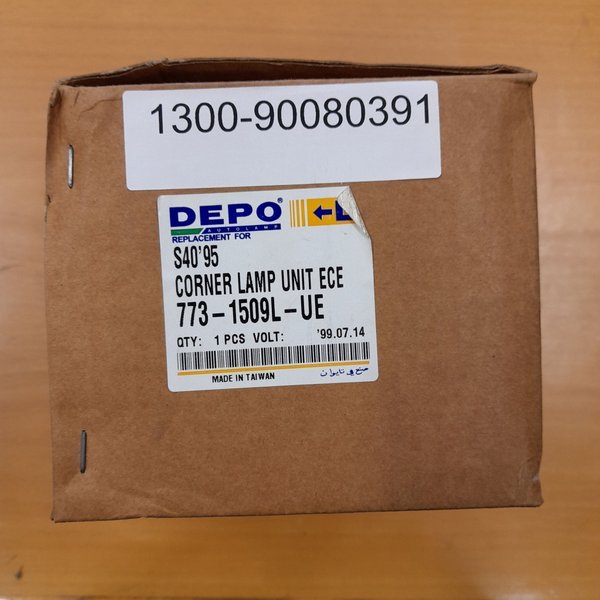 1300-90080391
DEPO®
AUTOLAMP
REPLACEMENT FOR
S40'95
CORNER LAMP UNIT ECE
773-1509L-UE
QTY: 1 PCS VOLT: '99.07.14
MADE IN TAIWAN صنع في تايوان